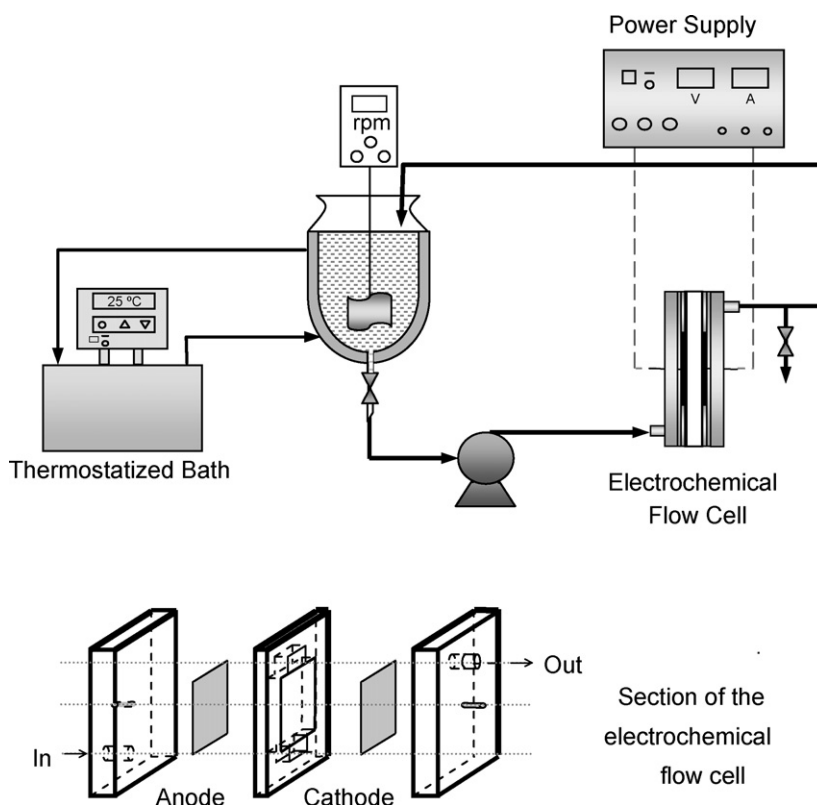 Power Supply
rpm
V A
25 ºC
Thermostatized Bath
Electrochemical
Flow Cell
Out
In
Anode Cathode
Section of the
electrochemical
flow cell